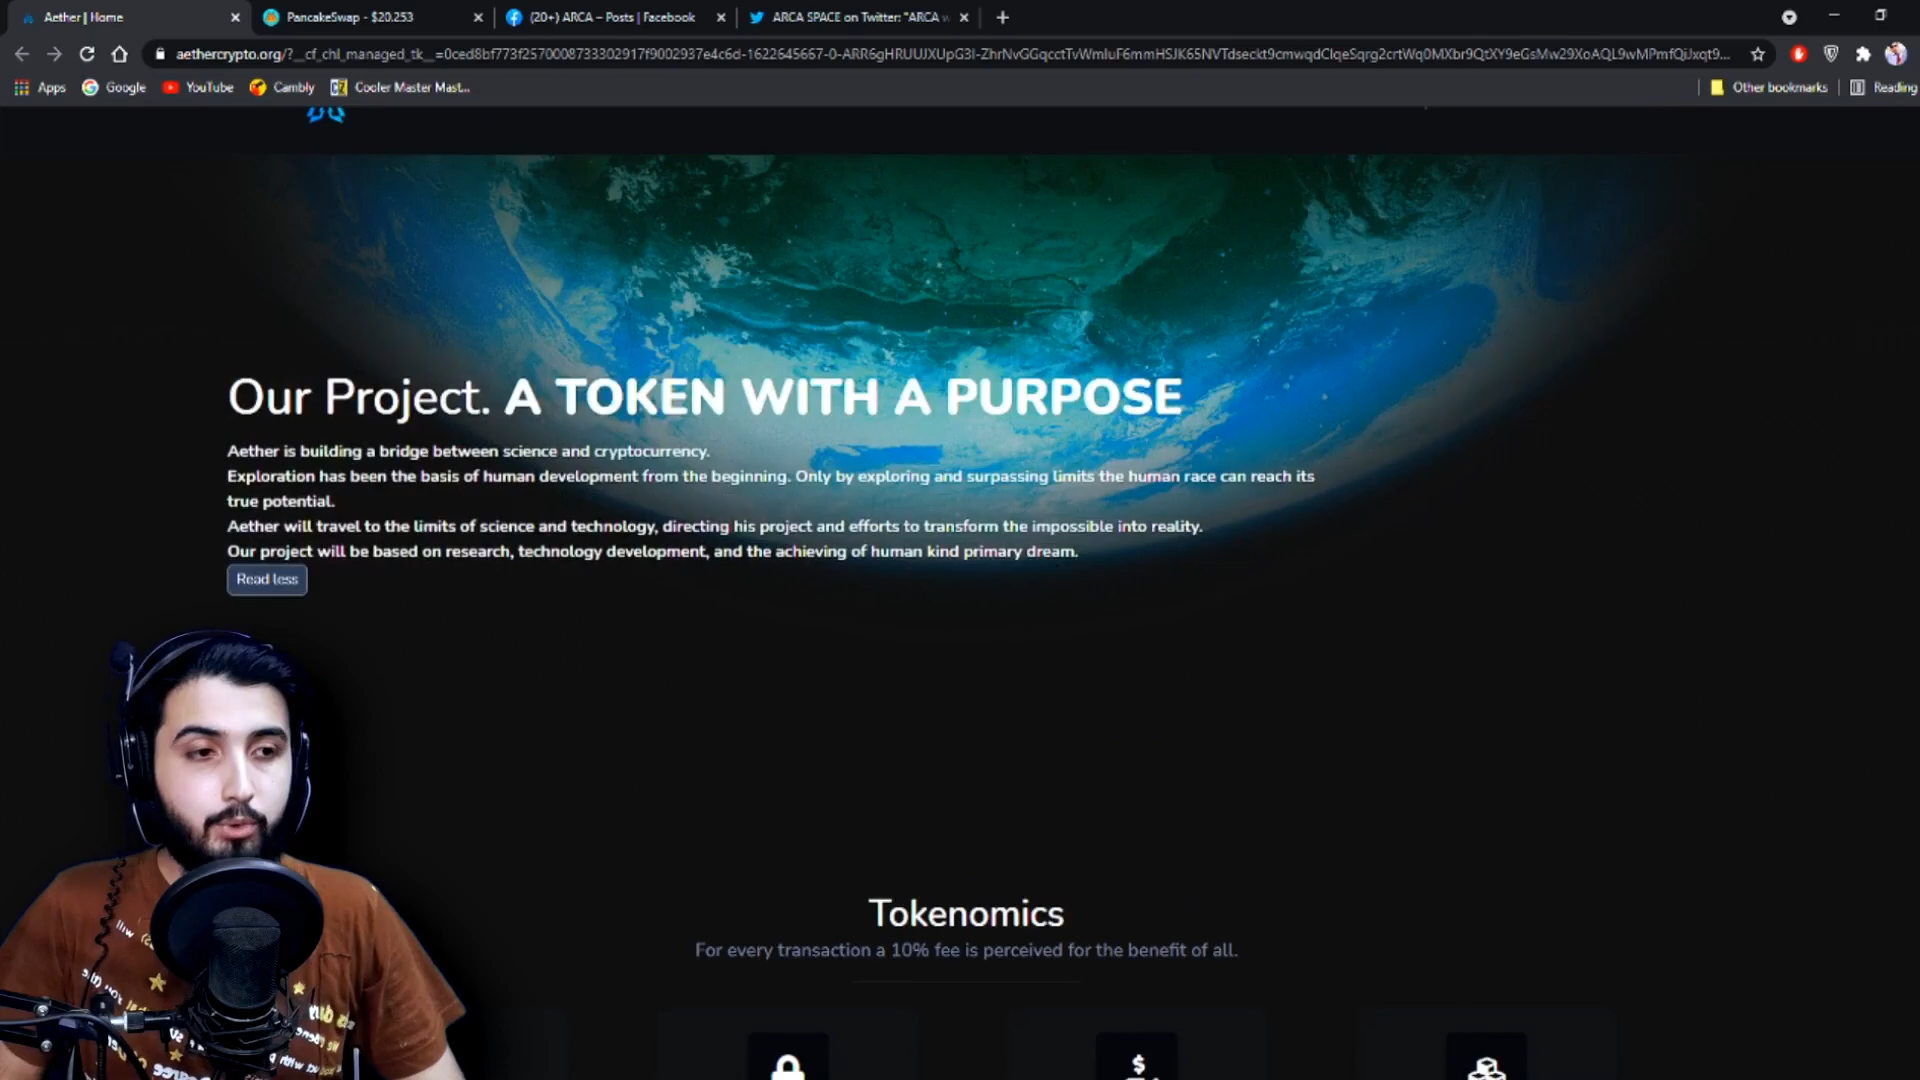 Aether | Home
PancakeSwap - $20.253
(20+) ARCA – Posts | Facebook
ARCA SPACE on Twitter: "ARCA w
Apps
Google
YouTube
Cambly
Cooler Master Mast...
Other bookmarks
Reading
Our Project. A TOKEN WITH A PURPOSE
Aether is building a bridge between science and cryptocurrency.
Exploration has been the basis of human development from the beginning. Only by exploring and surpassing limits the human race can reach its
true potential.
Aether will travel to the limits of science and technology, directing his project and efforts to transform the impossible into reality.
Our project will be based on research, technology development, and the achieving of human kind primary dream.
Read less
Tokenomics
For every transaction a 10% fee is perceived for the benefit of all.